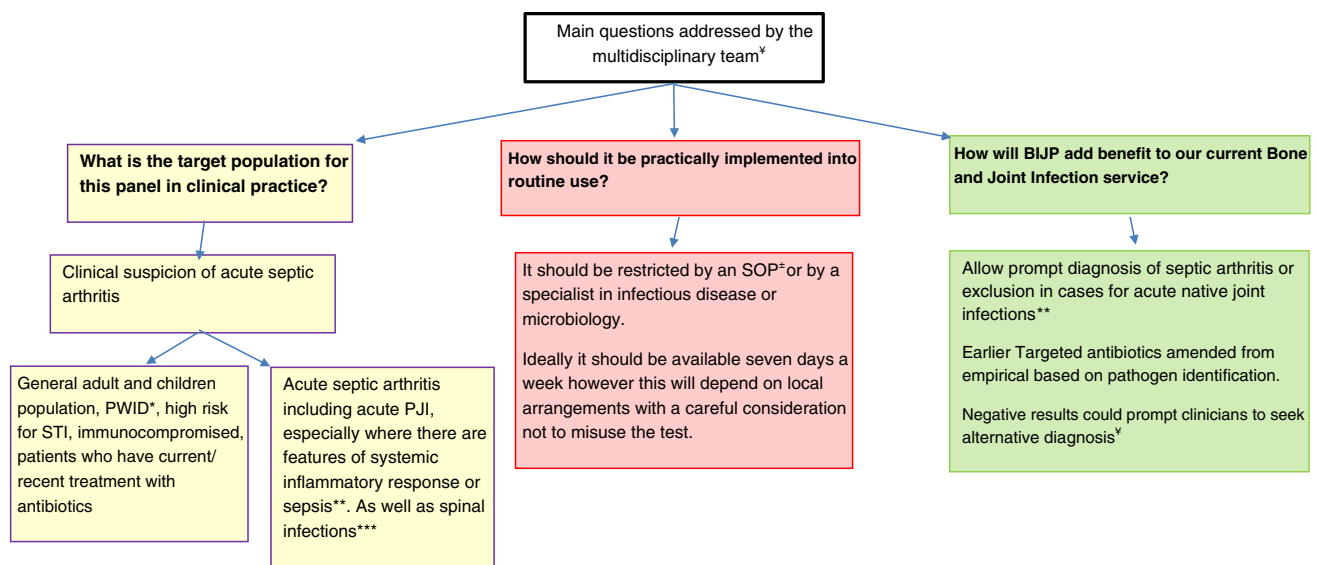 Main questions addressed by the
multidisciplinary team¥
What is the target population for
this panel in clinical practice?
Clinical suspicion of acute septic
arthritis
General adult and children
population, PWID*, high risk
for STI, immunocompromised,
patients who have current/
recent treatment with
antibiotics
Acute septic arthritis
including acute PJI,
especially where there are
features of systemic
inflammatory response or
sepsis**. As well as spinal
infections***
How should it be practically implemented into
routine use?
It should be restricted by an SOP± or by a
specialist in infectious disease or
microbiology.
Ideally it should be available seven days a
week however this will depend on local
arrangements with a careful consideration
not to misuse the test.
How will BIJP add benefit to our current Bone
and Joint Infection service?
Allow prompt diagnosis of septic arthritis or
exclusion in cases for acute native joint
infections**
Earlier Targeted antibiotics amended from
empirical based on pathogen identification.
Negative results could prompt clinicians to seek
alternative diagnosis¥